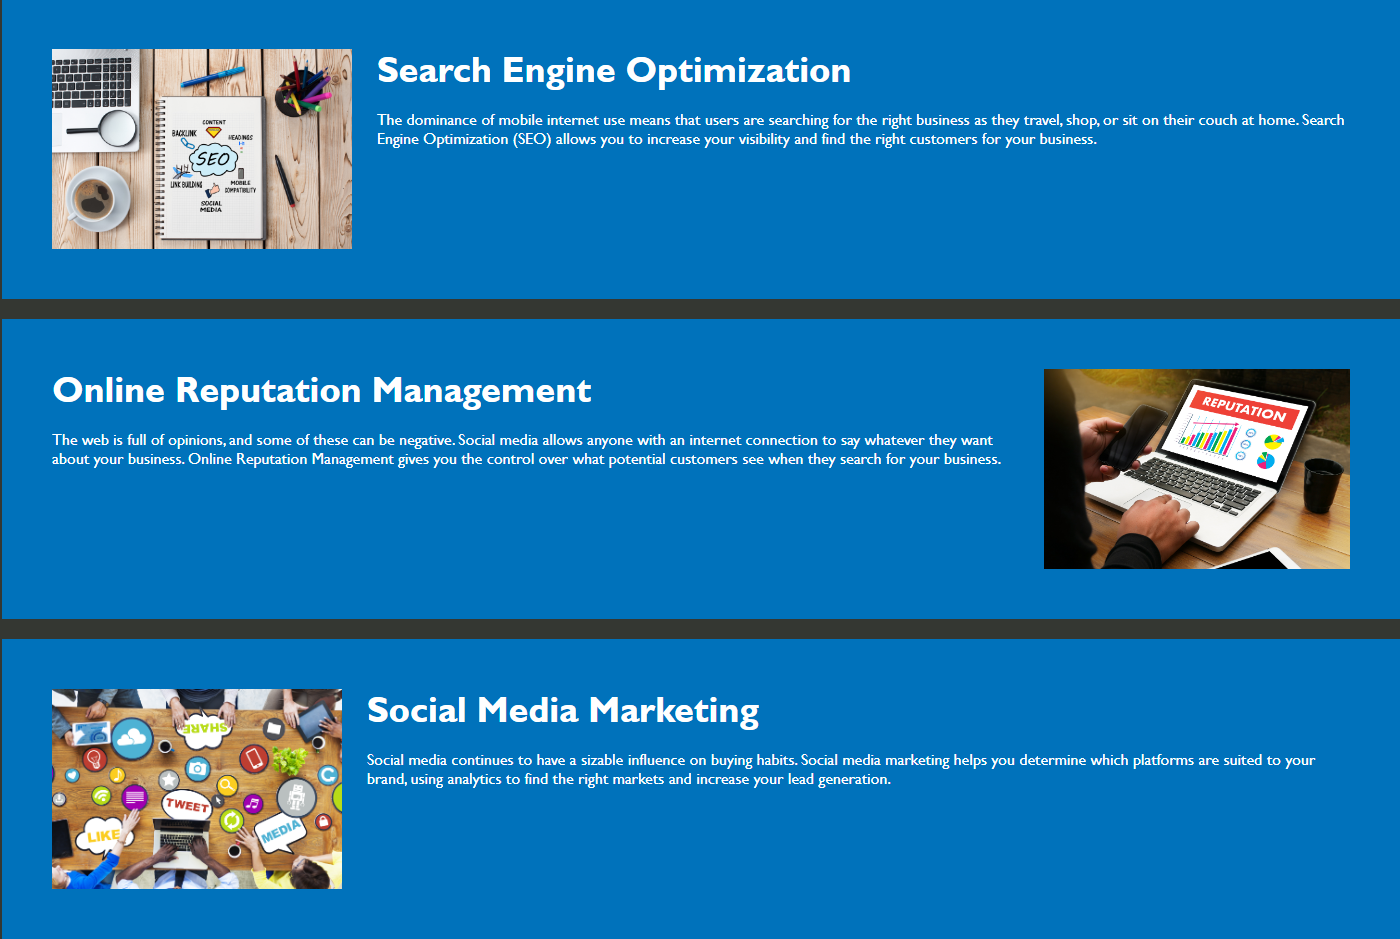 CONTENT
BACKLINK
HEADINGS
SEO
LINK BUILDING
MOBILE
COMPATIBILITY
SOCIAL
MEDIA
Search Engine Optimization
The dominance of mobile internet use means that users are searching for the right business as they travel, shop, or sit on their couch at home. Search
Engine Optimization (SEO) allows you to increase your visibility and find the right customers for your business.
Online Reputation Management
The web is full of opinions, and some of these can be negative. Social media allows anyone with an internet connection to say whatever they want
about your business. Online Reputation Management gives you the control over what potential customers see when they search for your business.
REPUTATION
SHARE
TWEET
LIKE
MEDIA
Social Media Marketing
Social media continues to have a sizable influence on buying habits. Social media marketing helps you determine which platforms are suited to your
brand, using analytics to find the right markets and increase your lead generation.